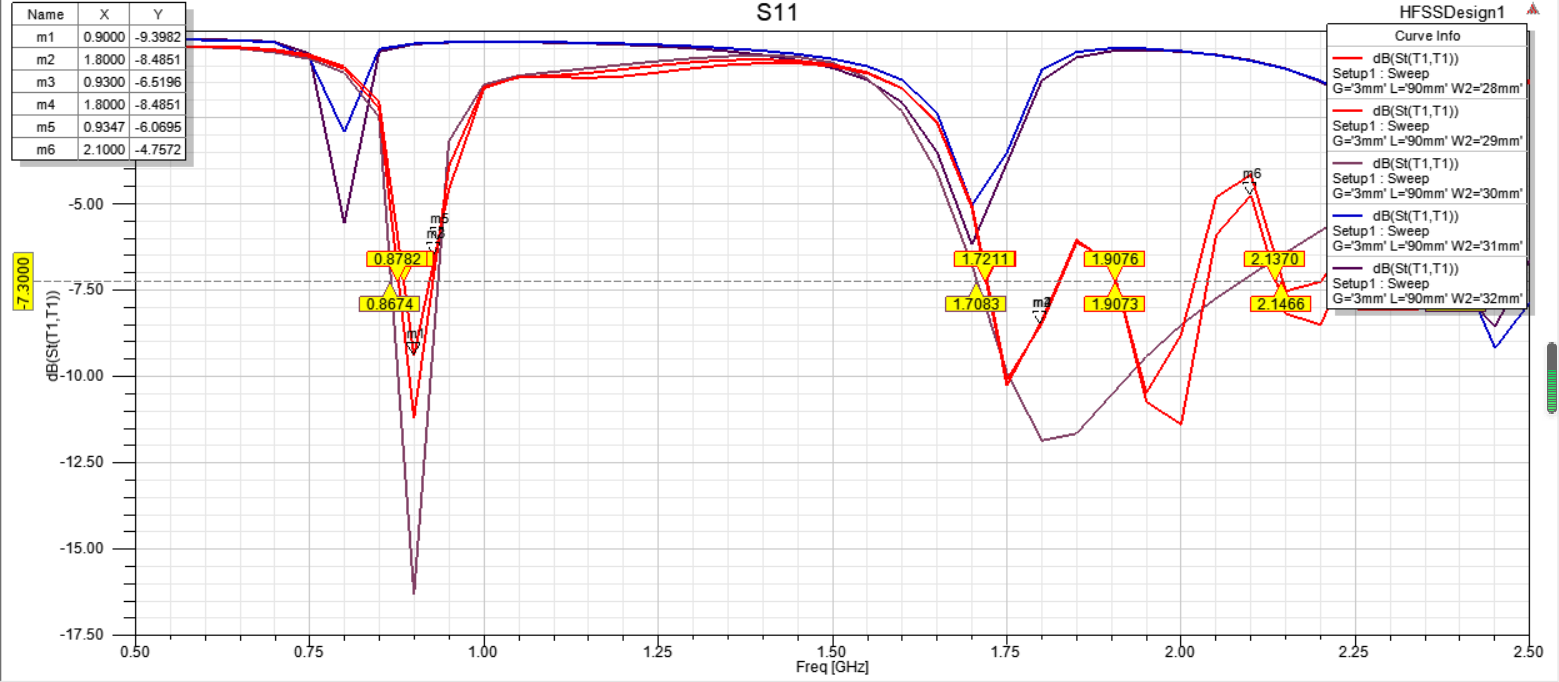 S11
HFSSDesign1
Name X Y
m1 0.9000 -9.3982
m2 1.8000 -8.4851
m3 0.9300 -6.5196
m4 1.8000 -8.4851
m5 0.9347 -6.0695
m6 2.1000 -4.7572
Curve Info
dB(St(T1,T1))
Setup1 : Sweep
G='3mm' L='90mm' W2='28mm'
dB(St(T1,T1))
Setup1 : Sweep
G='3mm' L='90mm' W2='29mm'
dB(St(T1,T1))
Setup1 : Sweep
G='3mm' L='90mm' W2='30mm'
dB(St(T1,T1))
Setup1 : Sweep
G='3mm' L='90mm' W2='31mm'
dB(St(T1,T1))
Setup1 : Sweep
G='3mm' L='90mm' W2='32mm'
m6
m5
m1
0.8782
1.7211
1.9076
2.1370
0.8674
1.7083
1.9073
2.1466
-7.3000
dB(St(T1,T1))
-5.00
-7.50
-10.00
-12.50
-15.00
-17.50
0.50 0.75 1.00 1.25 1.50 1.75 2.00 2.25 2.50
Freq [GHz]